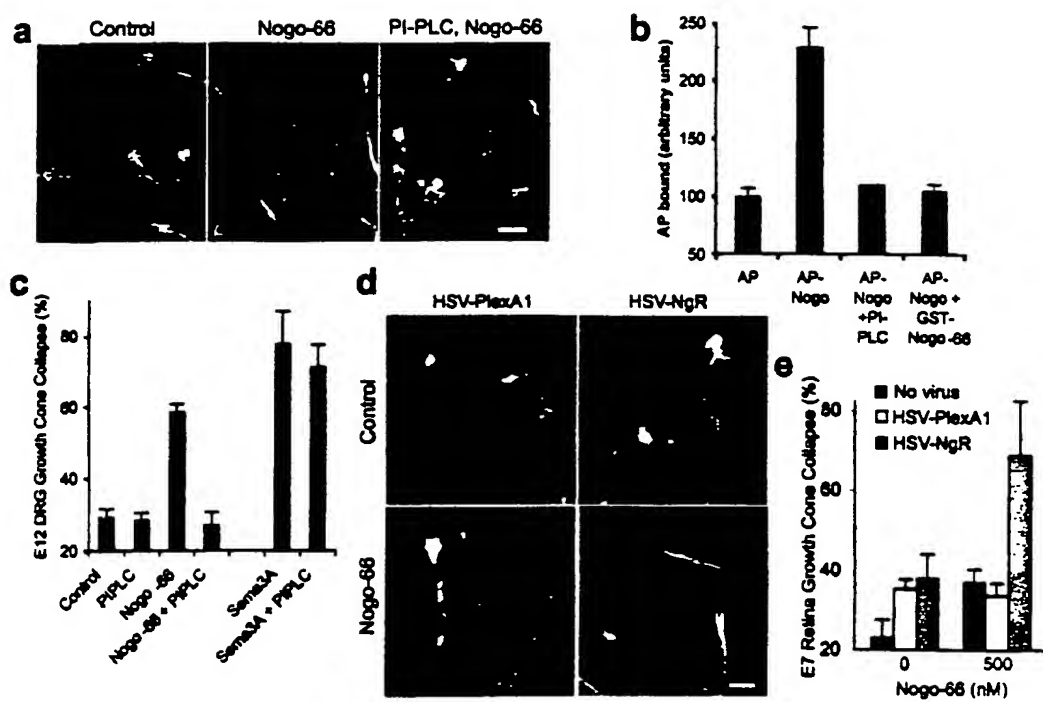 a
Control
Nogo-66
PI-PLC, Nogo-66
b
AP bound (arbitrary units)
250
200
150
100
50
AP
AP-
Nogo
AP-
Nogo
+PI-
PLC
AP-
Nogo +
GST-
Nogo -66
c
E12 DRG Growth Cone Collapse (%)
80
60
40
20
Control
PIPLC
Nogo -66
Nogo -66 + PIPLC
Sema3A
Sema3A + PIPLC
d
HSV-PlexA1
HSV-NgR
Control
Nogo-66
e
E7 Retina Growth Cone Collapse (%)
80
60
40
20
No virus
HSV-PlexA1
HSV-NgR
0
500
Nogo-66 (nM)